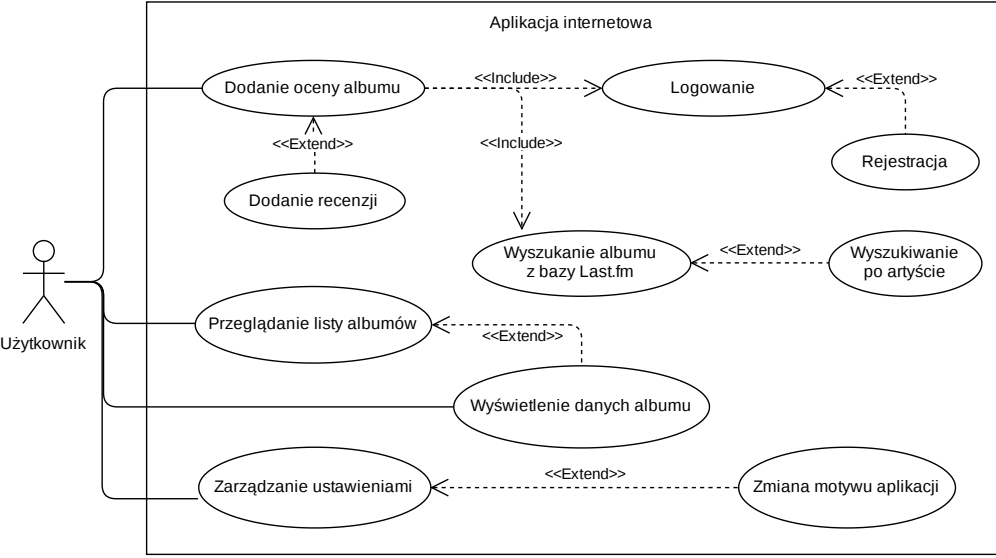 Aplikacja internetowa
Dodanie oceny albumu
<<Include>>
Logowanie
<<Extend>>
<<Extend>>
<<Include>>
Rejestracja
Dodanie recenzji
Wyszukanie albumu
z bazy Last.fm
<<Extend>>
Wyszukiwanie
po artyście
Użytkownik
Przeglądanie listy albumów
<<Extend>>
Wyświetlenie danych albumu
Zarządzanie ustawieniami
<<Extend>>
Zmiana motywu aplikacji